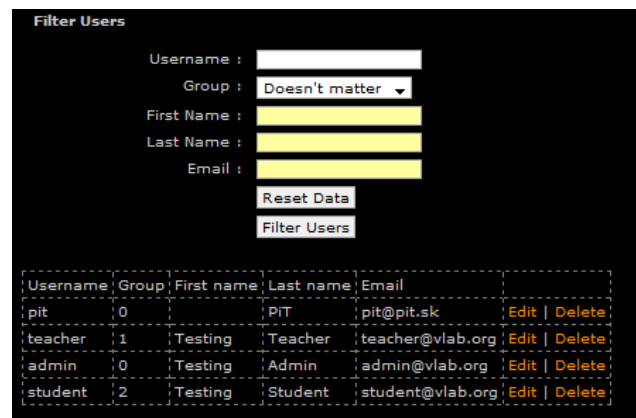 Filter Users
Username :
Group : Doesn't matter
First Name :
Last Name :
Email :
Reset Data
Filter Users
Username Group First name Last name Email
pit 0 PiT pit@pit.sk Edit | Delete
teacher 1 Testing Teacher teacher@vlab.org Edit | Delete
admin 0 Testing Admin admin@vlab.org Edit | Delete
student 2 Testing Student student@vlab.org Edit | Delete